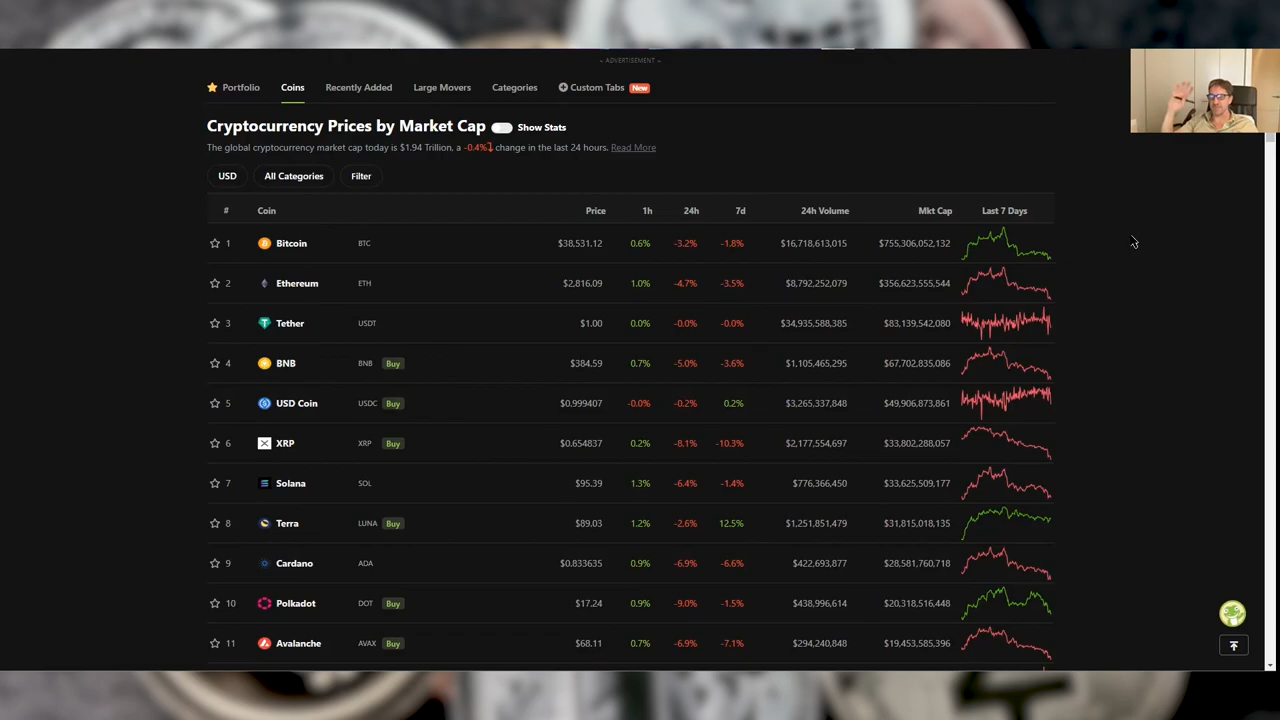 – ADVERTISEMENT –
Portfolio Coins Recently Added Large Movers Categories Custom Tabs New
Cryptocurrency Prices by Market Cap Show Stats
The global cryptocurrency market cap today is $1.94 Trillion, a -0.4% change in the last 24 hours. Read More
USD All Categories Filter
# Coin Price 1h 24h 7d 24h Volume Mkt Cap Last 7 Days
1 Bitcoin BTC $38,531.12 0.6% -3.2% -1.8% $16,718,613,015 $755,306,052,132
2 Ethereum ETH $2,816.09 1.0% -4.7% -3.5% $8,792,252,079 $356,623,555,544
3 Tether USDT $1.00 0.0% -0.0% -0.0% $34,935,588,385 $83,139,542,080
4 BNB BNB Buy $384.59 0.7% -5.0% -3.6% $1,105,465,295 $67,702,835,086
5 USD Coin USDC Buy $0.999407 -0.0% -0.2% 0.2% $3,265,337,848 $49,906,873,861
6 XRP XRP Buy $0.654837 0.2% -8.1% -10.3% $2,177,554,697 $33,802,288,057
7 Solana SOL $95.39 1.3% -6.4% -1.4% $776,366,450 $33,625,509,177
8 Terra LUNA Buy $89.03 1.2% -2.6% 12.5% $1,251,851,479 $31,815,018,135
9 Cardano ADA $0.833635 0.9% -6.9% -6.6% $422,693,877 $28,581,760,718
10 Polkadot DOT Buy $17.24 0.9% -9.0% -1.5% $438,996,614 $20,318,516,448
11 Avalanche AVAX Buy $68.11 0.7% -6.9% -7.1% $294,240,848 $19,453,585,396